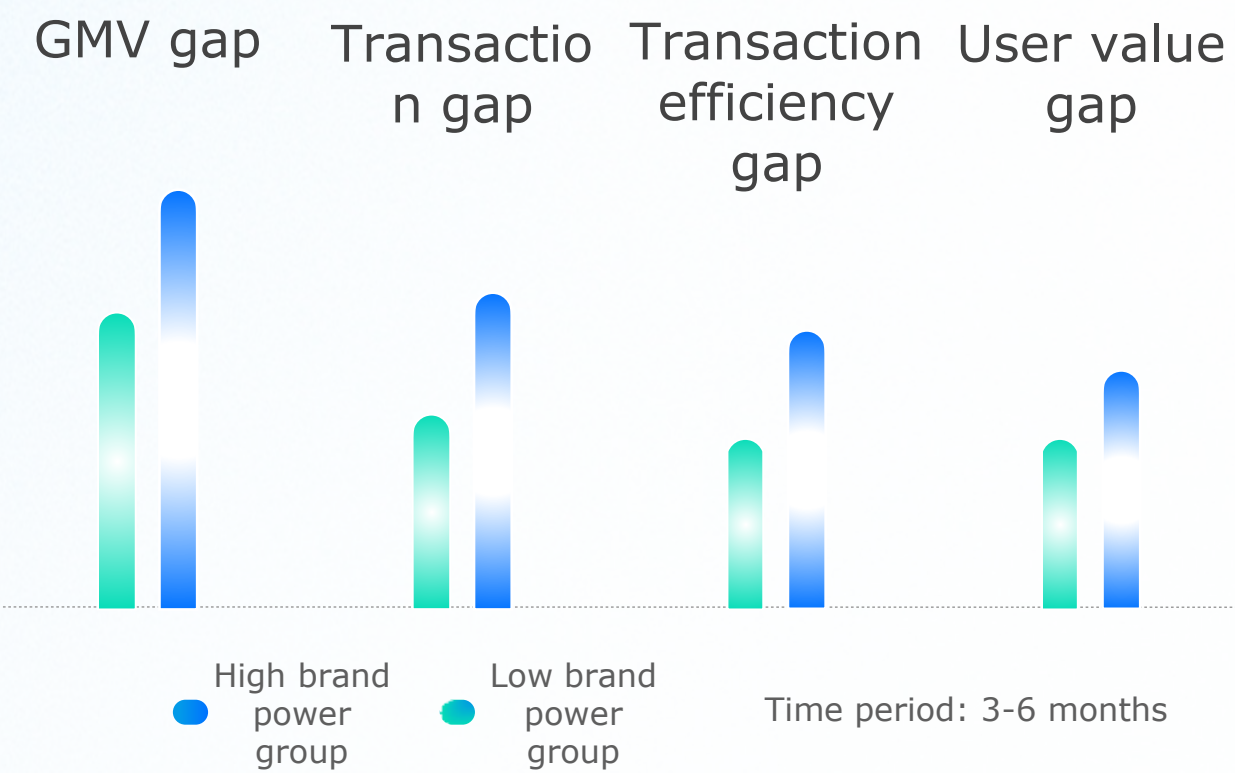 GMV gap
Transactio
n gap
Transaction
efficiency
gap
User value
gap
High brand
power
group
Low brand
power
group
Time period: 3-6 months